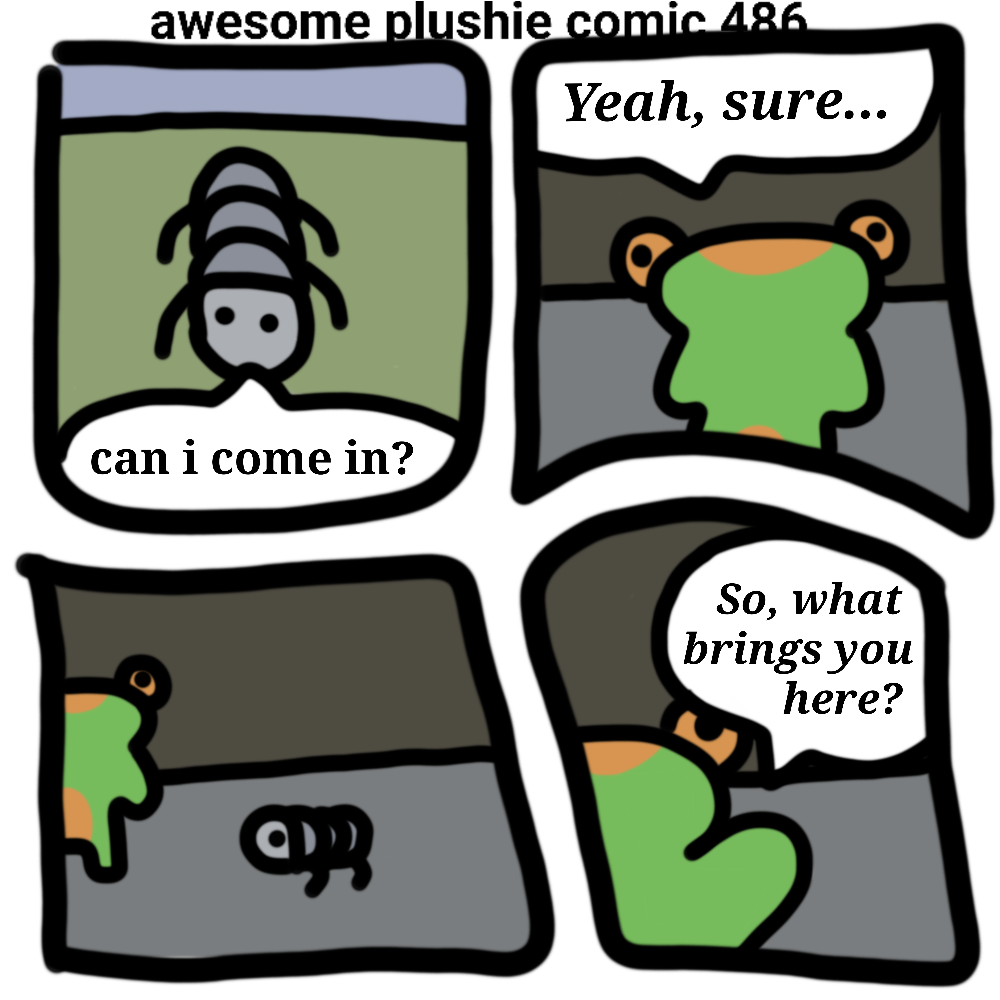 awesome plushie comic 486
can i come in?
Yeah, sure...
So, what
brings you
here?